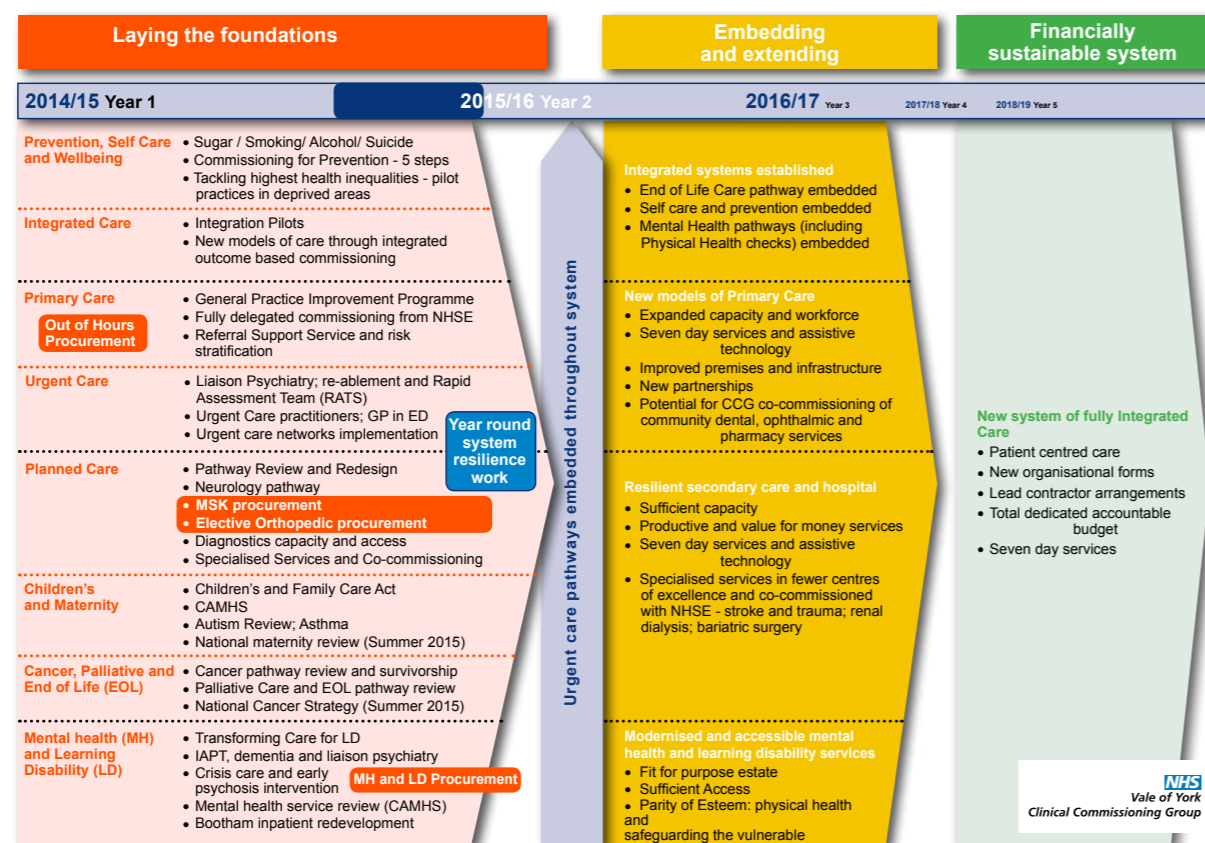 Laying the foundations
Embedding
and extending
Financially
sustainable system
2014/15 Year 1
2015/16 Year 2
2016/17 Year 3
2017/18 Year 4
2018/19 Year 5
Prevention, Self Care
and Wellbeing
• Sugar / Smoking/ Alcohol/ Suicide
• Commissioning for Prevention - 5 steps
• Tackling highest health inequalities - pilot
practices in deprived areas
Integrated Care
• Integration Pilots
• New models of care through integrated
outcome based commissioning
Primary Care
Out of Hours
Procurement
• General Practice Improvement Programme
• Fully delegated commissioning from NHSE
• Referral Support Service and risk
stratification
Urgent Care
• Liaison Psychiatry; re-ablement and Rapid
Assessment Team (RATS)
• Urgent Care practitioners; GP in ED
• Urgent care networks implementation
Year round
system
resilience
work
Planned Care
• Pathway Review and Redesign
• Neurology pathway
• MSK procurement
• Elective Orthopedic procurement
• Diagnostics capacity and access
• Specialised Services and Co-commissioning
Children's
and Maternity
• Children's and Family Care Act
• CAMHS
• Autism Review; Asthma
• National maternity review (Summer 2015)
Cancer, Palliative and
End of Life (EOL)
• Cancer pathway review and survivorship
• Palliative Care and EOL pathway review
• National Cancer Strategy (Summer 2015)
Mental health (MH)
and Learning
Disability (LD)
• Transforming Care for LD
• IAPT, dementia and liaison psychiatry
• Crisis care and early
psychosis intervention
MH and LD Procurement
• Mental health service review (CAMHS)
• Bootham inpatient redevelopment
Urgent care pathways embedded throughout system
Integrated systems established
• End of Life Care pathway embedded
• Self care and prevention embedded
• Mental Health pathways (including
Physical Health checks) embedded
New models of Primary Care
• Expanded capacity and workforce
• Seven day services and assistive
technology
• Improved premises and infrastructure
• New partnerships
• Potential for CCG co-commissioning of
community dental, ophthalmic and
pharmacy services
Resilient secondary care and hospital
• Sufficient capacity
• Productive and value for money services
• Seven day services and assistive
technology
• Specialised services in fewer centres
of excellence and co-commissioned
with NHSE - stroke and trauma; renal
dialysis; bariatric surgery
Modernised and accessible mental
health and learning disability services
• Fit for purpose estate
• Sufficient Access
• Parity of Esteem: physical health
and
safeguarding the vulnerable
New system of fully Integrated
Care
• Patient centred care
• New organisational forms
• Lead contractor arrangements
• Total dedicated accountable
budget
• Seven day services
NHS
Vale of York
Clinical Commissioning Group